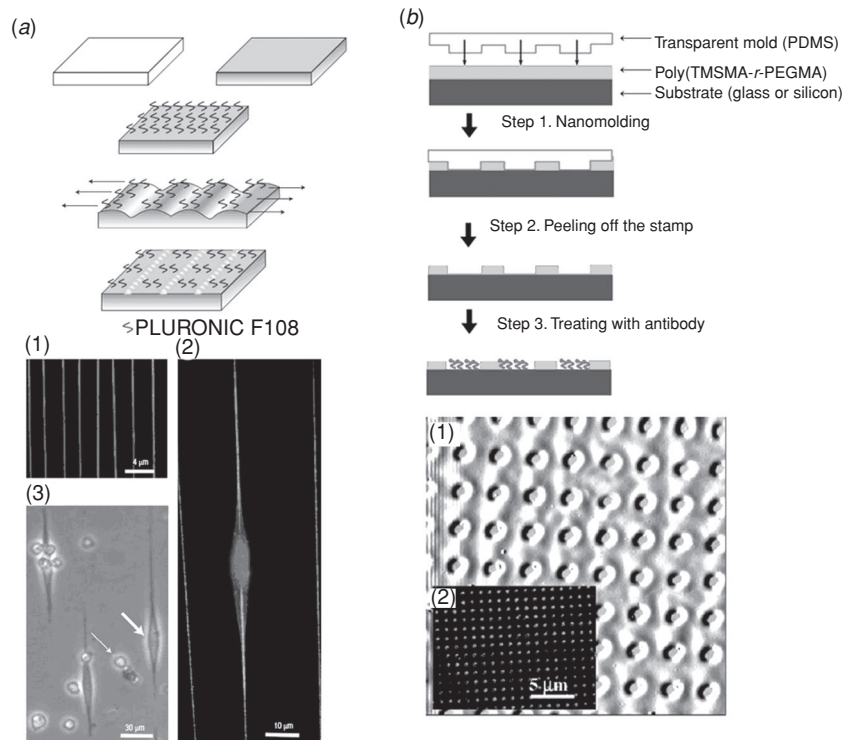 (a)
PLURONIC F108
(1)
4 μm
(2)
10 μm
(3)
30 μm
(b)
Transparent mold (PDMS)
Poly(TMSMA-r-PEGMA)
Substrate (glass or silicon)
Step 1. Nanomolding
Step 2. Peeling off the stamp
Step 3. Treating with antibody
(1)
(2)
5 μm